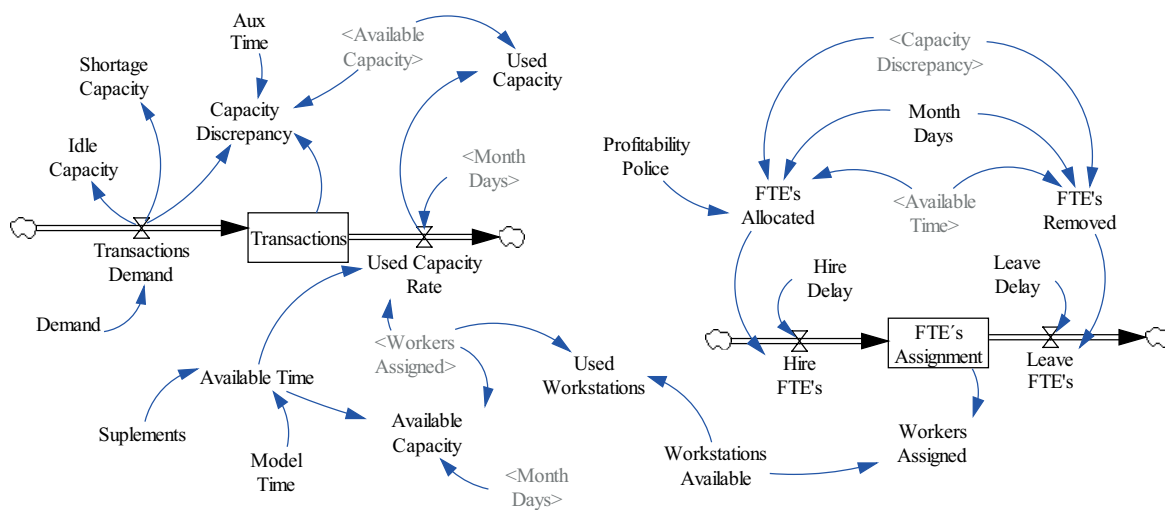 Aux
Time
<Available
Capacity>
Used
Capacity
Shortage
Capacity
Capacity
Discrepancy
Idle
Capacity
<Month
Days>
Transactions
Transactions
Demand
Used Capacity
Rate
Demand
<Workers
Assigned>
Used
Workstations
Available Time
Suplements
Available
Capacity
Model
Time
<Month
Days>
Workstations
Available
<Capacity
Discrepancy>
Month
Days
Profitability
Police
FTE's
Allocated
<Available
Time>
FTE's
Removed
Hire
Delay
Leave
Delay
FTE´s
Assignment
Hire
FTE's
Leave
FTE's
Workers
Assigned